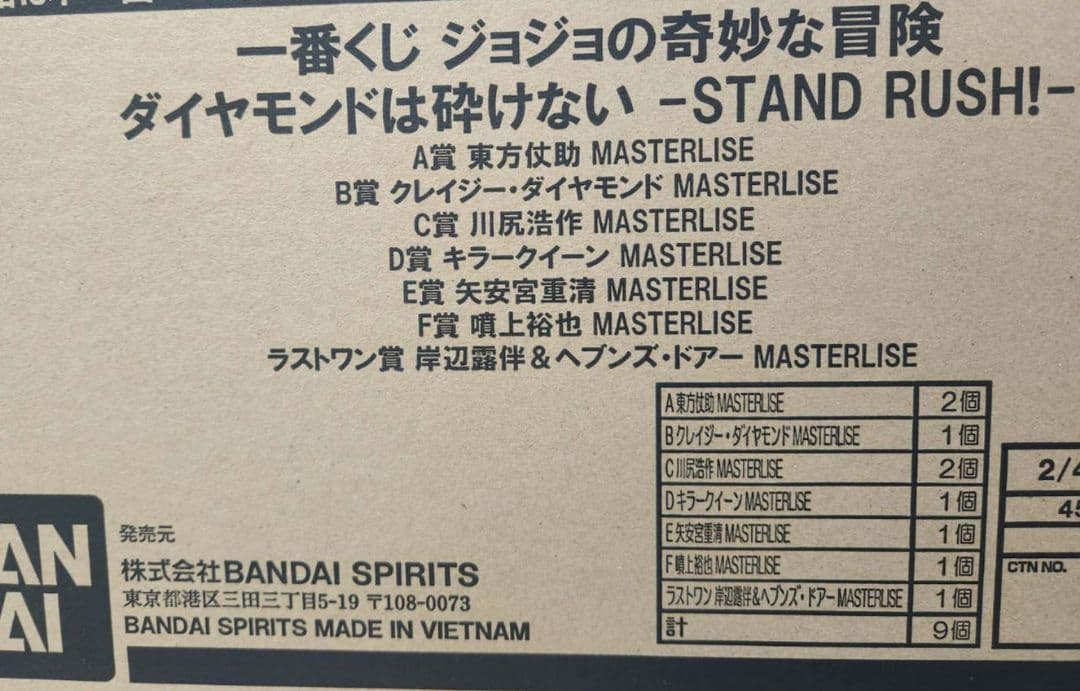 一番くじ ジョジョの奇妙な冒険
ダイヤモンドは砕けない -STAND RUSH!-
A賞 東方仗助 MASTERLISE
B賞 クレイジー・ダイヤモンド MASTERLISE
C賞 川尻浩作 MASTERLISE
D賞 キラークイーン MASTERLISE
E賞 矢安宮重清 MASTERLISE
F賞 噴上裕也 MASTERLISE
ラストワン賞 岸辺露伴&ヘブンズ・ドアー MASTERLISE
A 東方仗助 MASTERLISE 2個
B クレイジー・ダイヤモンド MASTERLISE 1個
C 川尻浩作 MASTERLISE 2個
D キラークイーン MASTERLISE 1個
E 矢安宮重清 MASTERLISE 1個
F 噴上裕也 MASTERLISE 1個
ラストワン 岸辺露伴&ヘブンズ・ドアー MASTERLISE 1個
計 9個
2/4
45
CTN NO.
AN
AI
発売元
株式会社BANDAI SPIRITS
東京都港区三田三丁目5-19 〒108-0073
BANDAI SPIRITS MADE IN VIETNAM